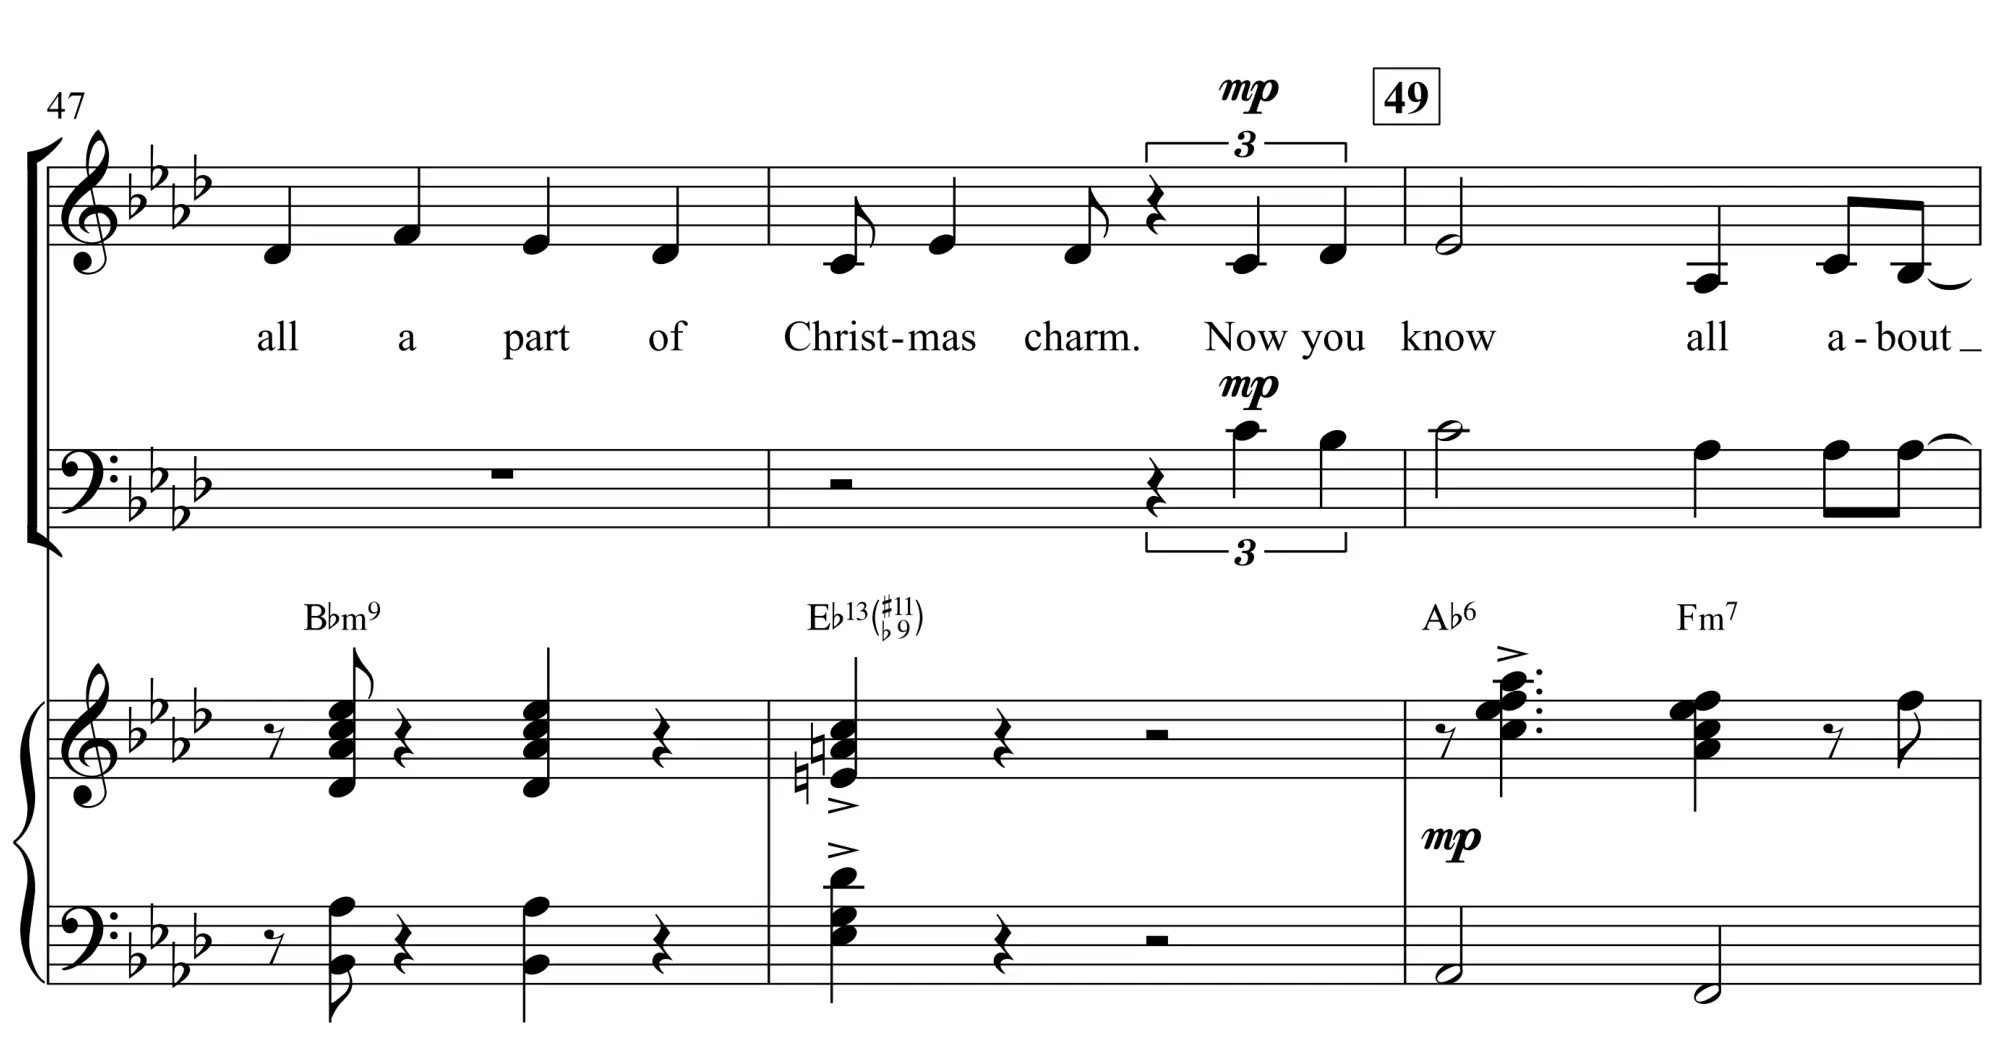 47
mp
49
3
all a part of Christ-mas charm. Now you know all a-bout _
mp
3
B♭m9 E♭13(♯11 ♭9) A♭6 Fm7
mp